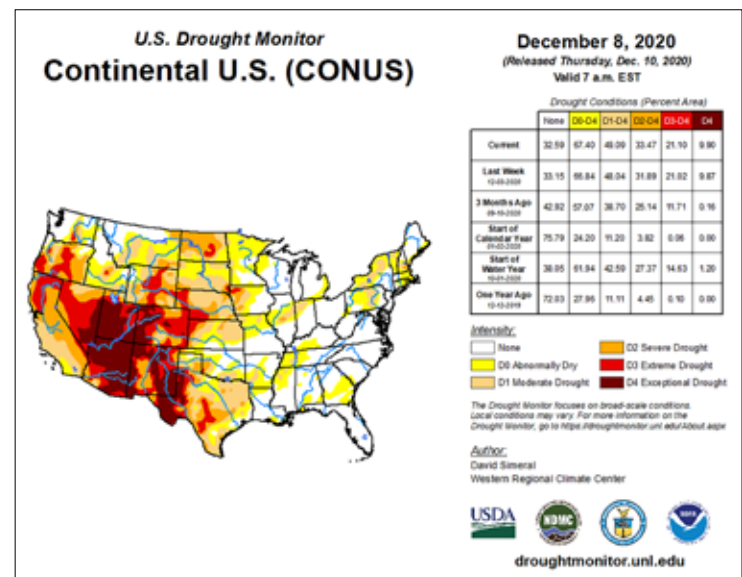 U.S. Drought Monitor
Continental U.S. (CONUS)
December 8, 2020
(Released Thursday, Dec. 10, 2020)
Valid 7 a.m. EST
Drought Conditions (Percent Area)
None D0-D4 D1-D4 D2-D4 D3-D4 D4
Current 32.59 67.40 49.09 33.47 21.10 9.90
Last Week 33.15 66.84 48.04 31.89 21.02 9.87
3 Months Ago 42.92 57.07 38.70 25.14 11.71 0.16
Start of
Calendar Year 75.79 24.20 11.20 3.82 0.06 0.00
Start of
Water Year 38.05 61.94 42.59 27.37 14.63 1.20
One Year Ago 72.03 27.96 11.11 4.45 0.10 0.00
Intensity:
None
D0 Abnormally Dry
D1 Moderate Drought
D2 Severe Drought
D3 Extreme Drought
D4 Exceptional Drought
The Drought Monitor focuses on broad-scale conditions.
Local conditions may vary. For more information on the
Drought Monitor, go to https://droughtmonitor.unl.edu/About.aspx
Author:
David Simeral
Western Regional Climate Center
USDA
NDMC
droughtmonitor.unl.edu